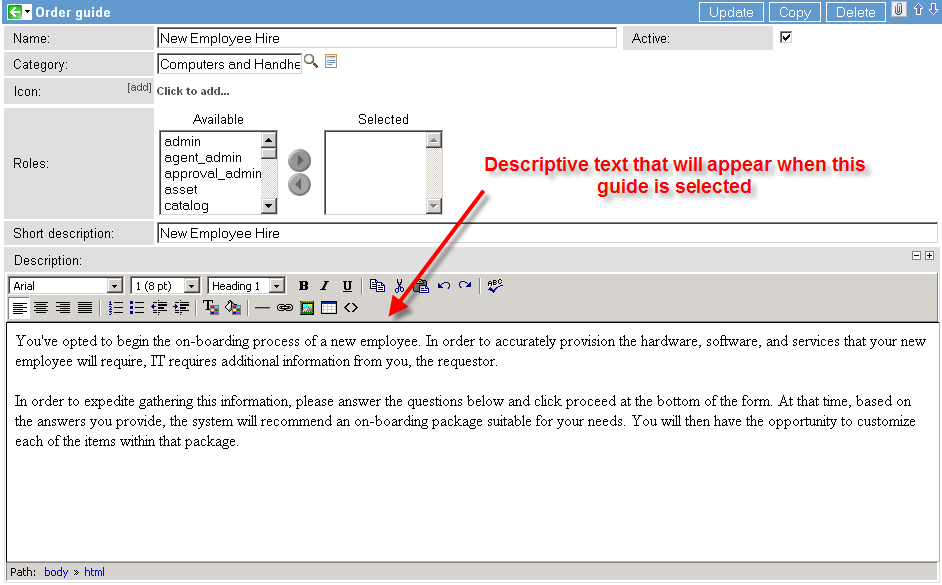 Order guide
Update
Copy
Delete
Name:
New Employee Hire
Active:
Category:
Computers and Handhe
Icon:
[add]
Click to add...
Available
Selected
Roles:
admin
agent_admin
approval_admin
asset
catalog
Descriptive text that will appear when this
guide is selected
Short description:
New Employee Hire
Description:
Arial
1 (8 pt)
Heading 1
B I U
ABC
You've opted to begin the on-boarding process of a new employee. In order to accurately provision the hardware, software, and services that your new
employee will require, IT requires additional information from you, the requestor.
In order to expedite gathering this information, please answer the questions below and click proceed at the bottom of the form. At that time, based on
the answers you provide, the system will recommend an on-boarding package suitable for your needs. You will then have the opportunity to customize
each of the items within that package.
Path: body » html